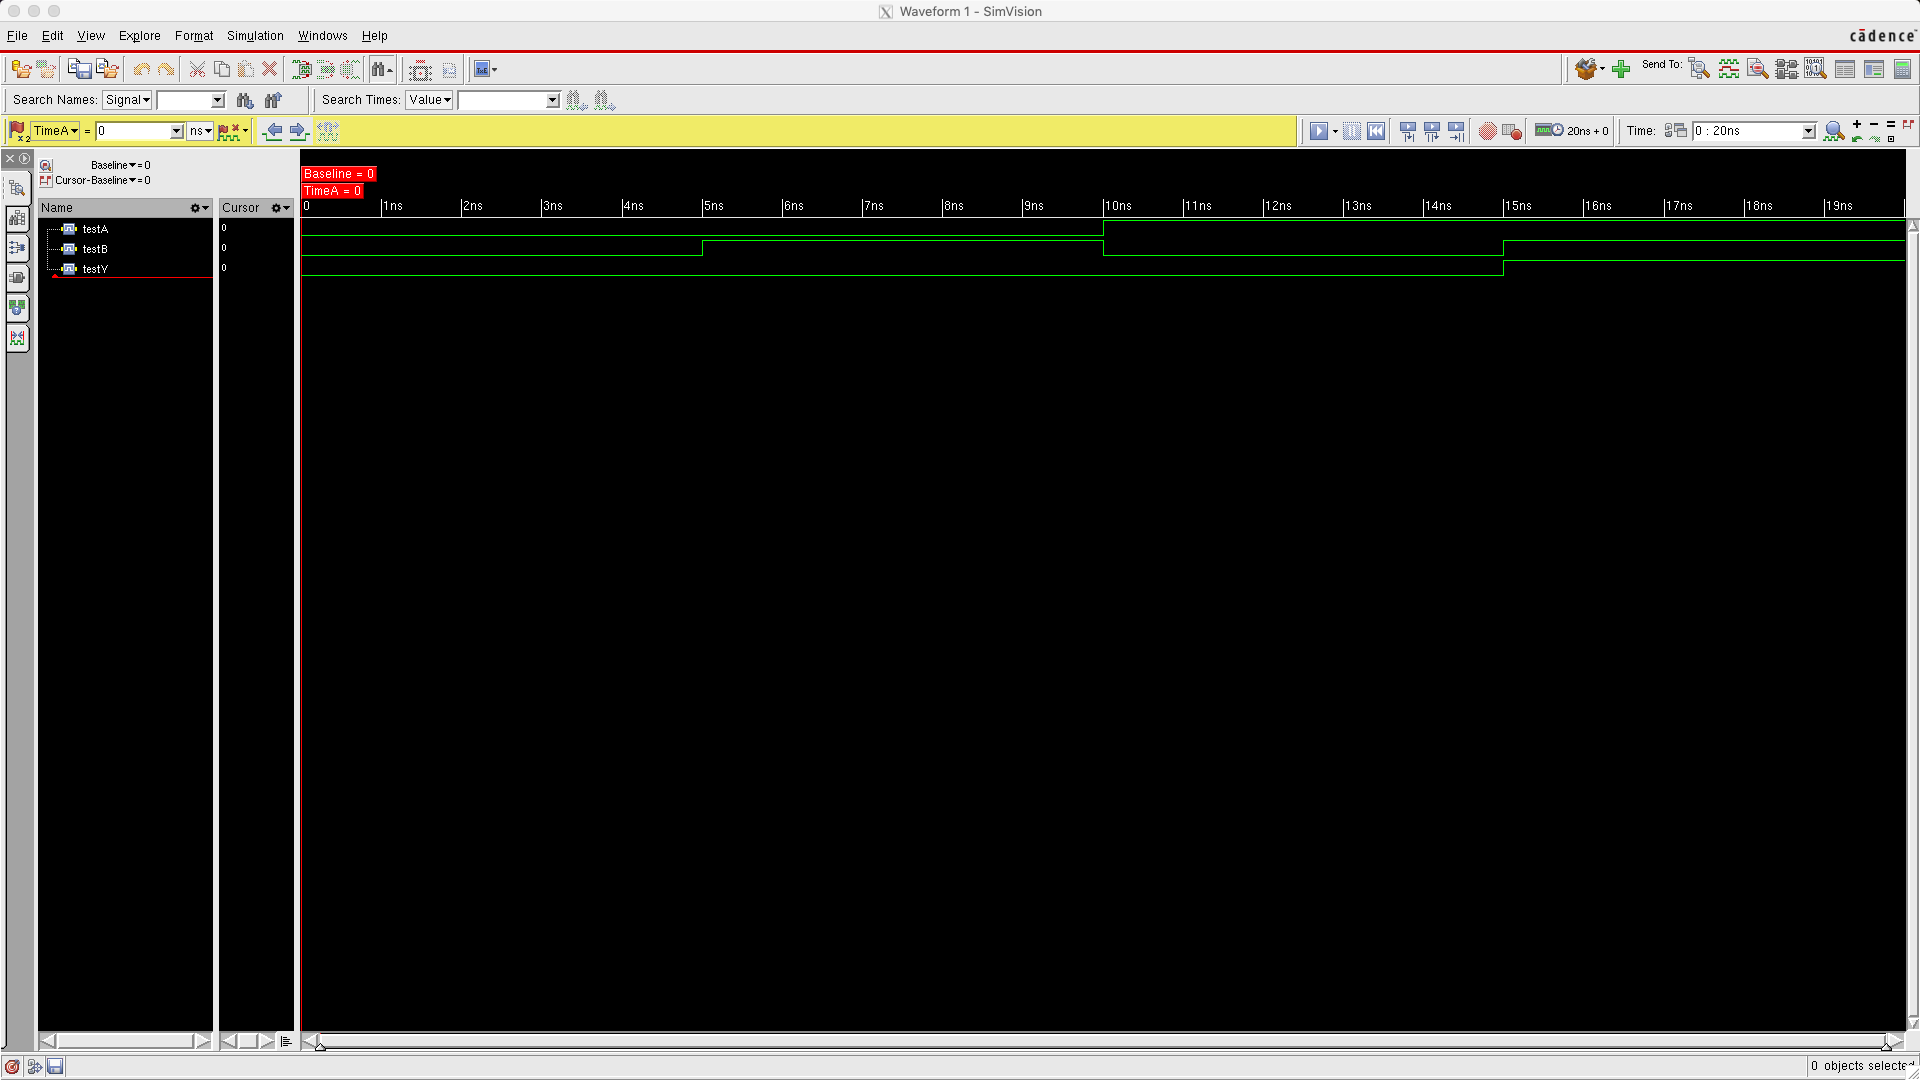 Waveform 1 - SimVision
File Edit View Explore Format Simulation Windows Help
cādence
Send To:
Search Names: Signal Search Times: Value
TimeA = 0 ns
20ns + 0 Time: 0 : 20ns
Baseline = 0
Cursor-Baseline = 0
Baseline = 0
TimeA = 0
Name Cursor 0 1ns 2ns 3ns 4ns 5ns 6ns 7ns 8ns 9ns 10ns 11ns 12ns 13ns 14ns 15ns 16ns 17ns 18ns 19ns
testA 0
testB 0
testY 0
0 objects selected